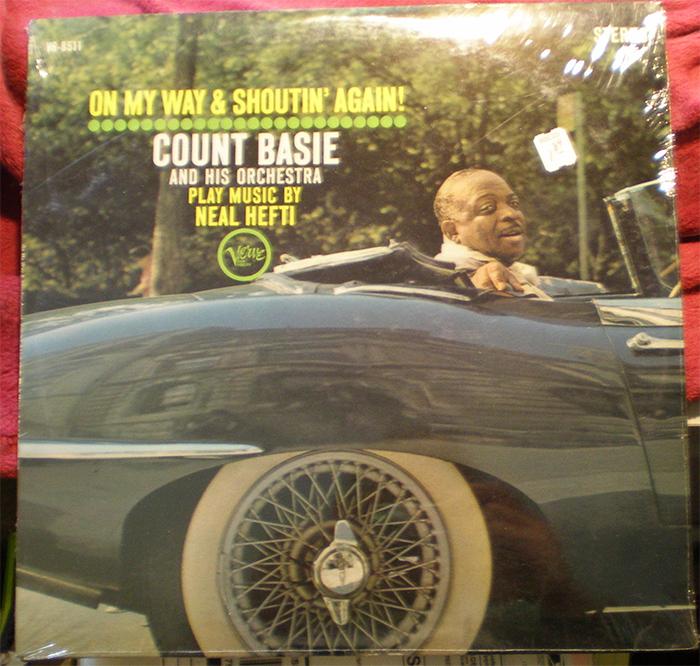 V6-8511
STEREO
ON MY WAY & SHOUTIN' AGAIN!
COUNT BASIE
AND HIS ORCHESTRA
PLAY MUSIC BY
NEAL HEFTI
Verve